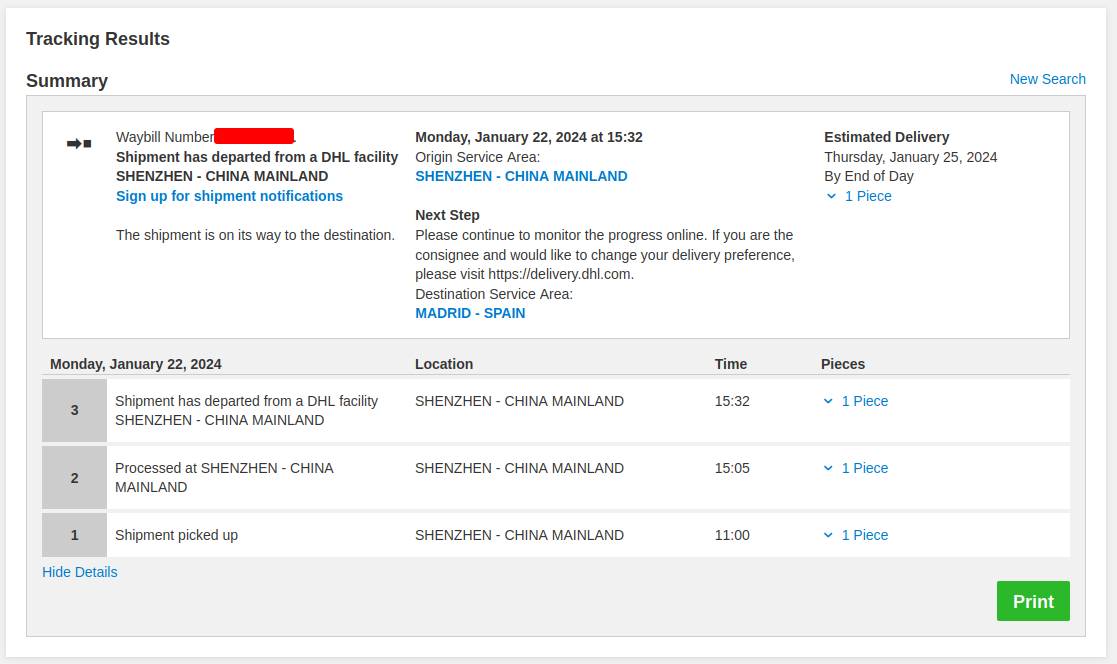 Tracking Results
Summary
New Search
Waybill Number
Shipment has departed from a DHL facility
SHENZHEN - CHINA MAINLAND
Sign up for shipment notifications
The shipment is on its way to the destination.
Monday, January 22, 2024 at 15:32
Origin Service Area:
SHENZHEN - CHINA MAINLAND
Next Step
Please continue to monitor the progress online. If you are the
consignee and would like to change your delivery preference,
please visit https://delivery.dhl.com.
Destination Service Area:
MADRID - SPAIN
Estimated Delivery
Thursday, January 25, 2024
By End of Day
1 Piece
Monday, January 22, 2024 Location Time Pieces
3 Shipment has departed from a DHL facility SHENZHEN - CHINA MAINLAND 15:32 1 Piece
SHENZHEN - CHINA MAINLAND
2 Processed at SHENZHEN - CHINA SHENZHEN - CHINA MAINLAND 15:05 1 Piece
MAINLAND
1 Shipment picked up SHENZHEN - CHINA MAINLAND 11:00 1 Piece
Hide Details
Print